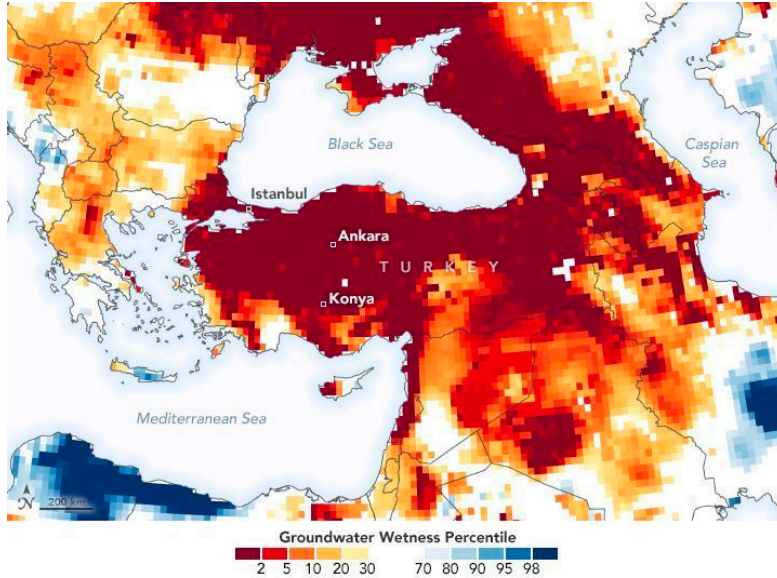 Black Sea
Caspian
Sea
Istanbul
Ankara
TURKEY
Konya
Mediterranean Sea
N
200 km
Groundwater Wetness Percentile
2 5 10 20 30 70 80 90 95 98